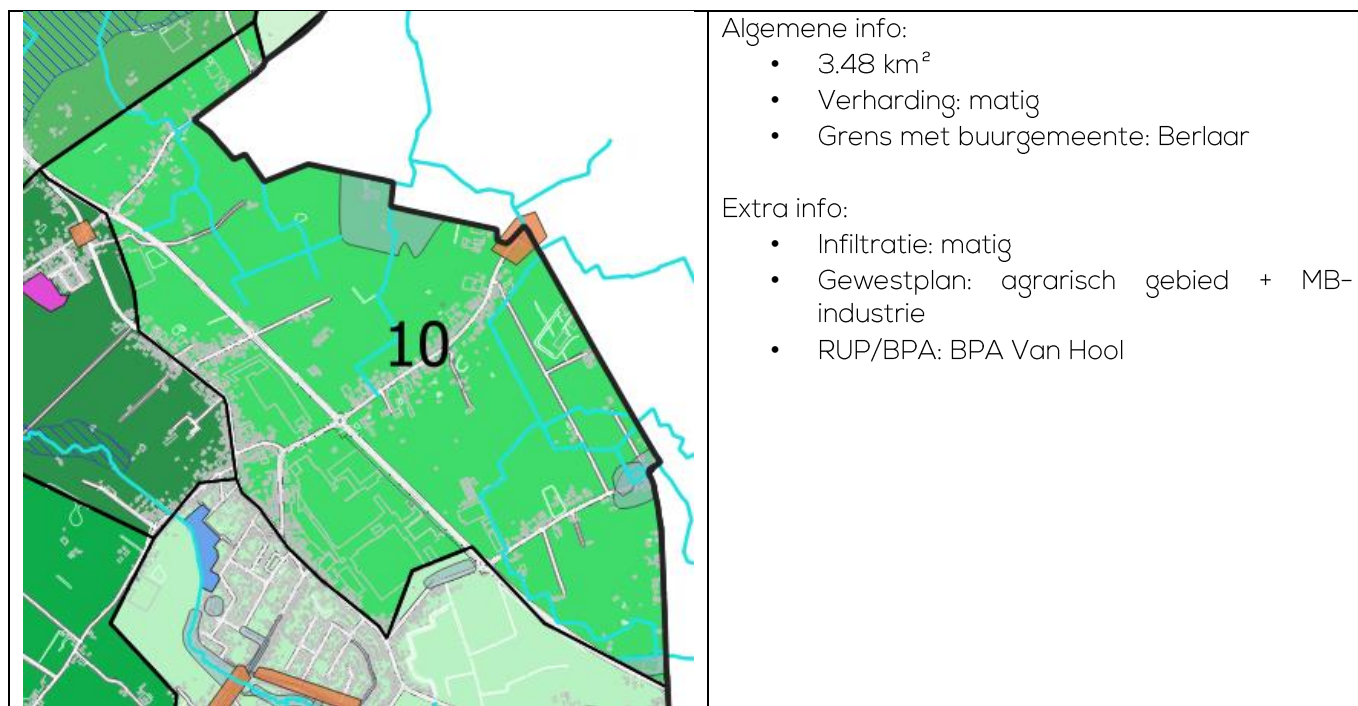 10
Algemene info:
• 3.48 km²
• Verharding: matig
• Grens met buurgemeente: Berlaar
Extra info:
• Infiltratie: matig
• Gewestplan: agrarisch gebied + MB-
industrie
• RUP/BPA: BPA Van Hool